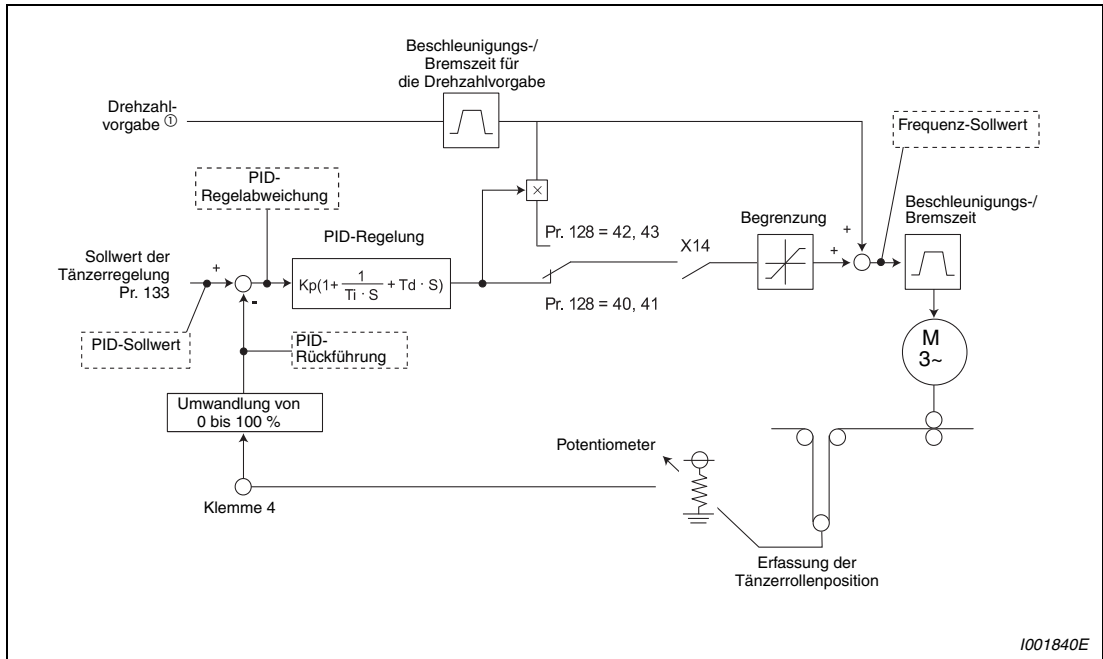 Beschleunigungs-/
Bremszeit für
die Drehzahlvorgabe
Drehzahl-
vorgabe ①
Frequenz-Sollwert
PID-
Regelabweichung
×
Beschleunigungs-/
Bremszeit
Begrenzung
PID-Regelung
Pr. 128 = 42, 43
X14
+
+
Sollwert der
Tänzerregelung
Pr. 133
+
-
Kp(1+ 1/(Ti · S) + Td · S)
Pr. 128 = 40, 41
PID-Sollwert
PID-
Rückführung
M
3~
Umwandlung von
0 bis 100 %
Potentiometer
Klemme 4
Erfassung der
Tänzerrollenposition
I001840E